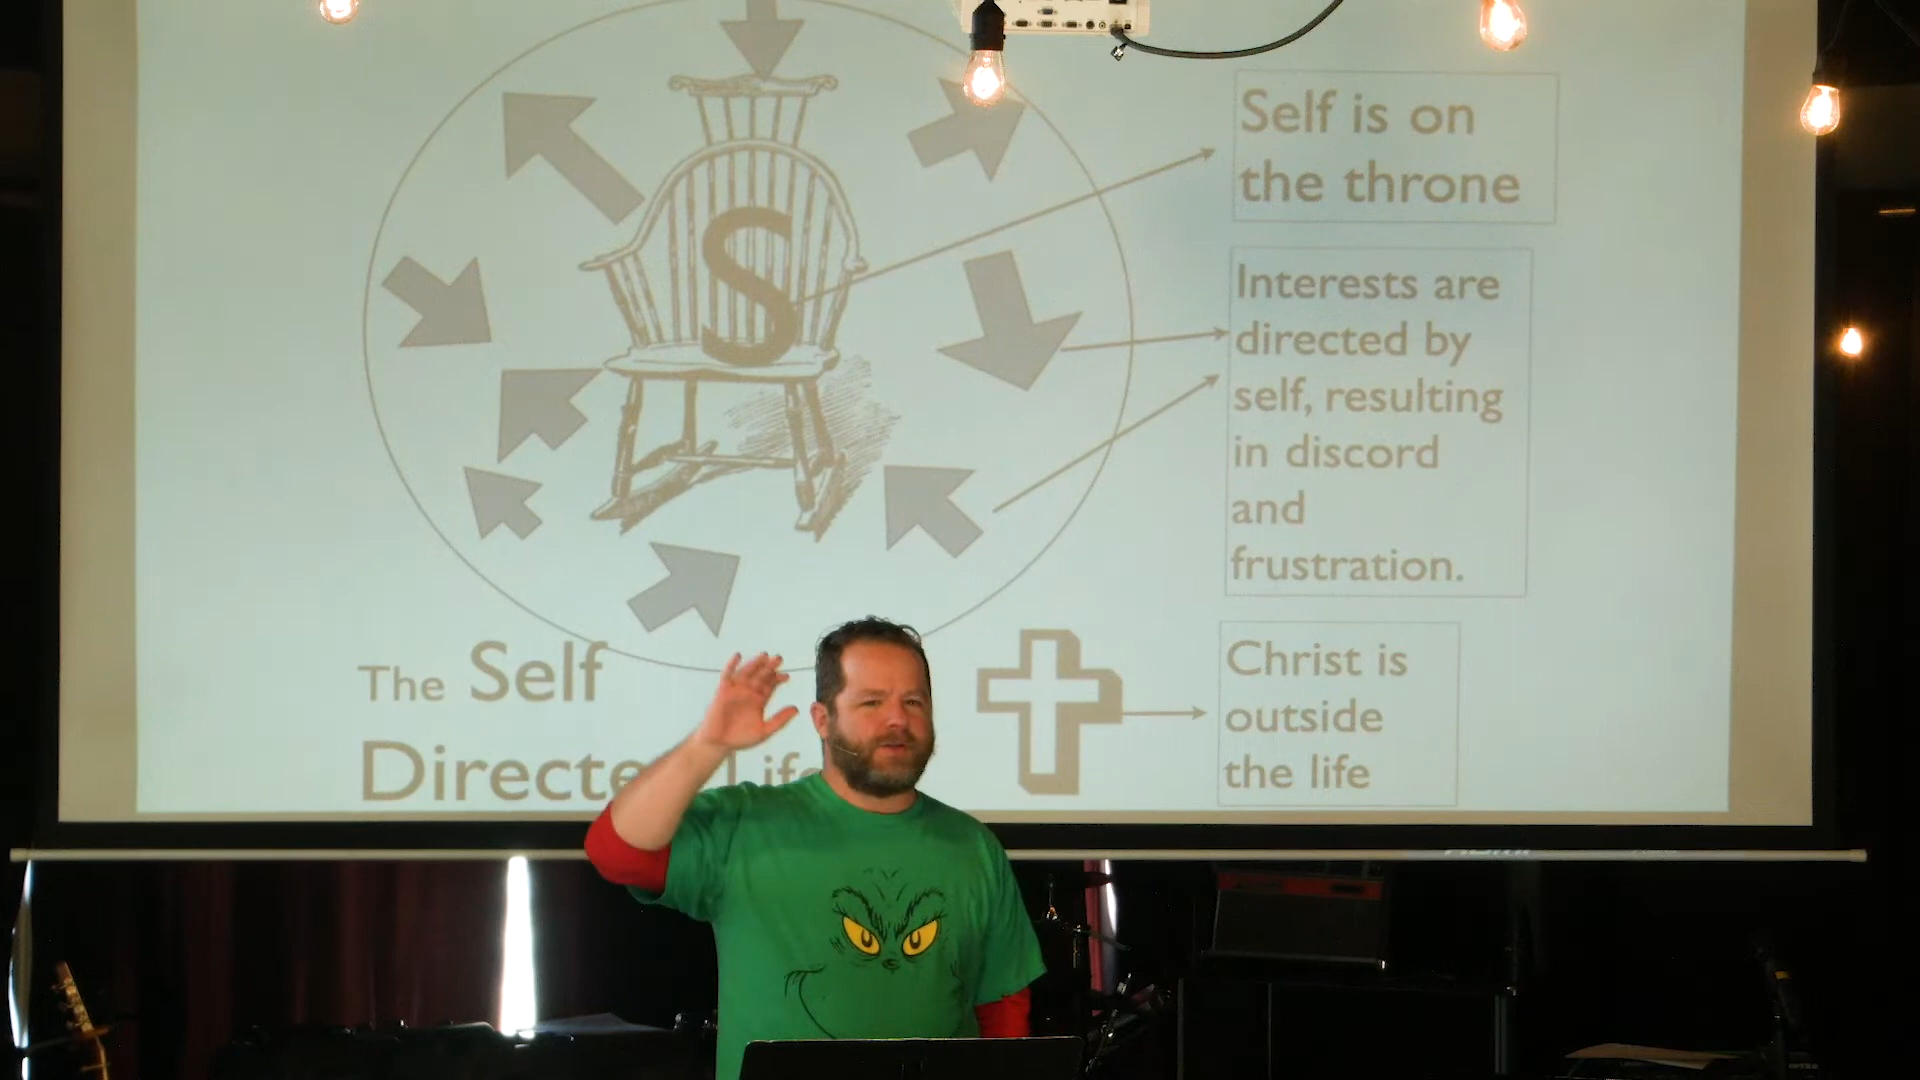 Self is on
the throne
S
Interests are
directed by
self, resulting
in discord
and
frustration.
The Self
Christ is
outside
the life